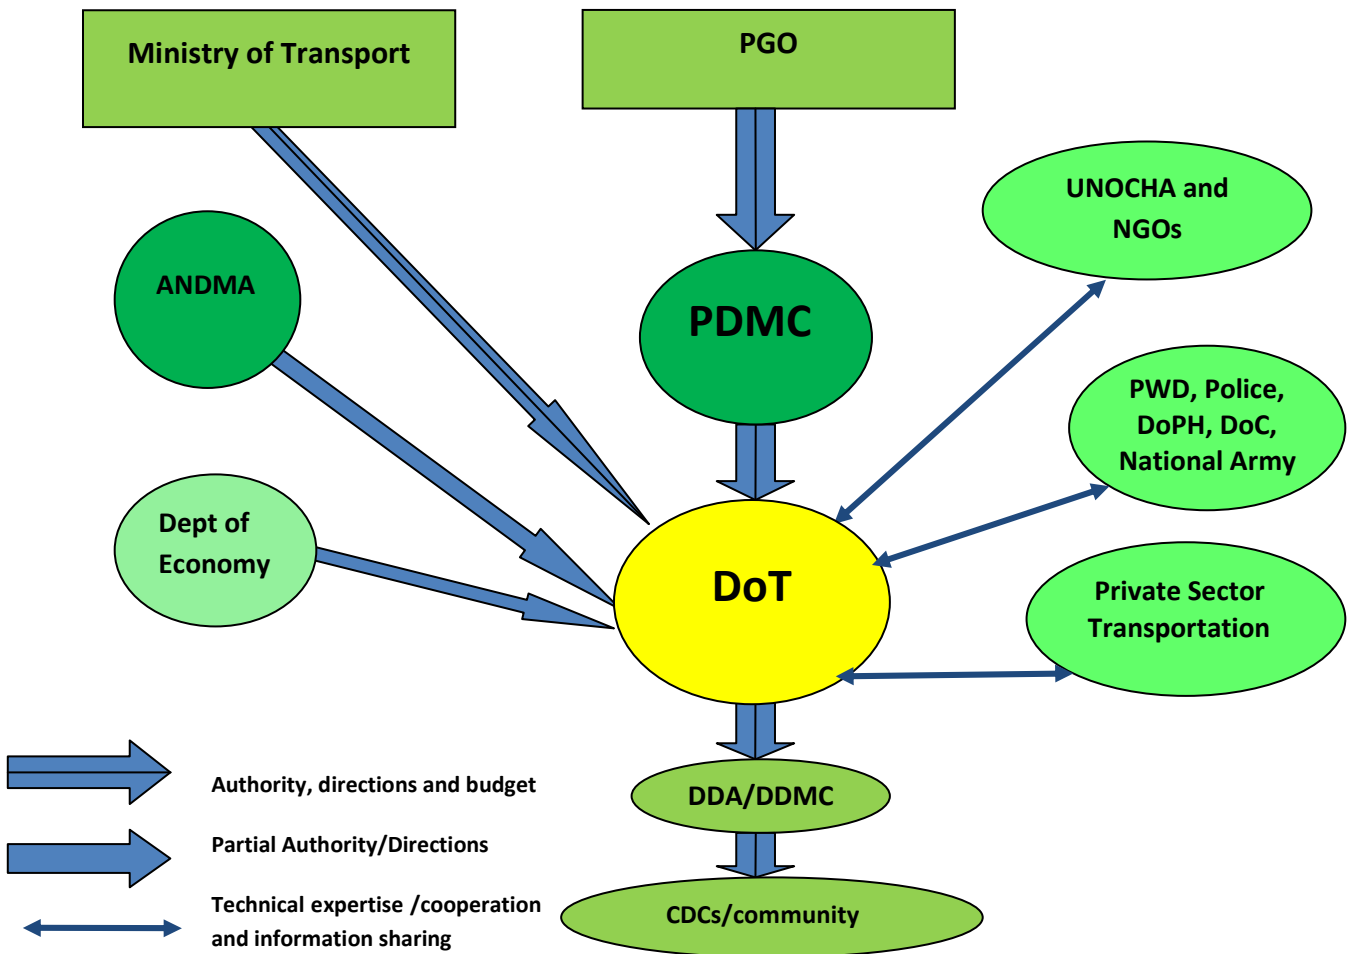 Ministry of Transport
PGO
UNOCHA and
NGOs
ANDMA
PDMC
PWD, Police,
DoPH, DoC,
National Army
Dept of
Economy
DoT
Private Sector
Transportation
Authority, directions and budget
DDA/DDMC
Partial Authority/Directions
Technical expertise /cooperation
and information sharing
CDCs/community